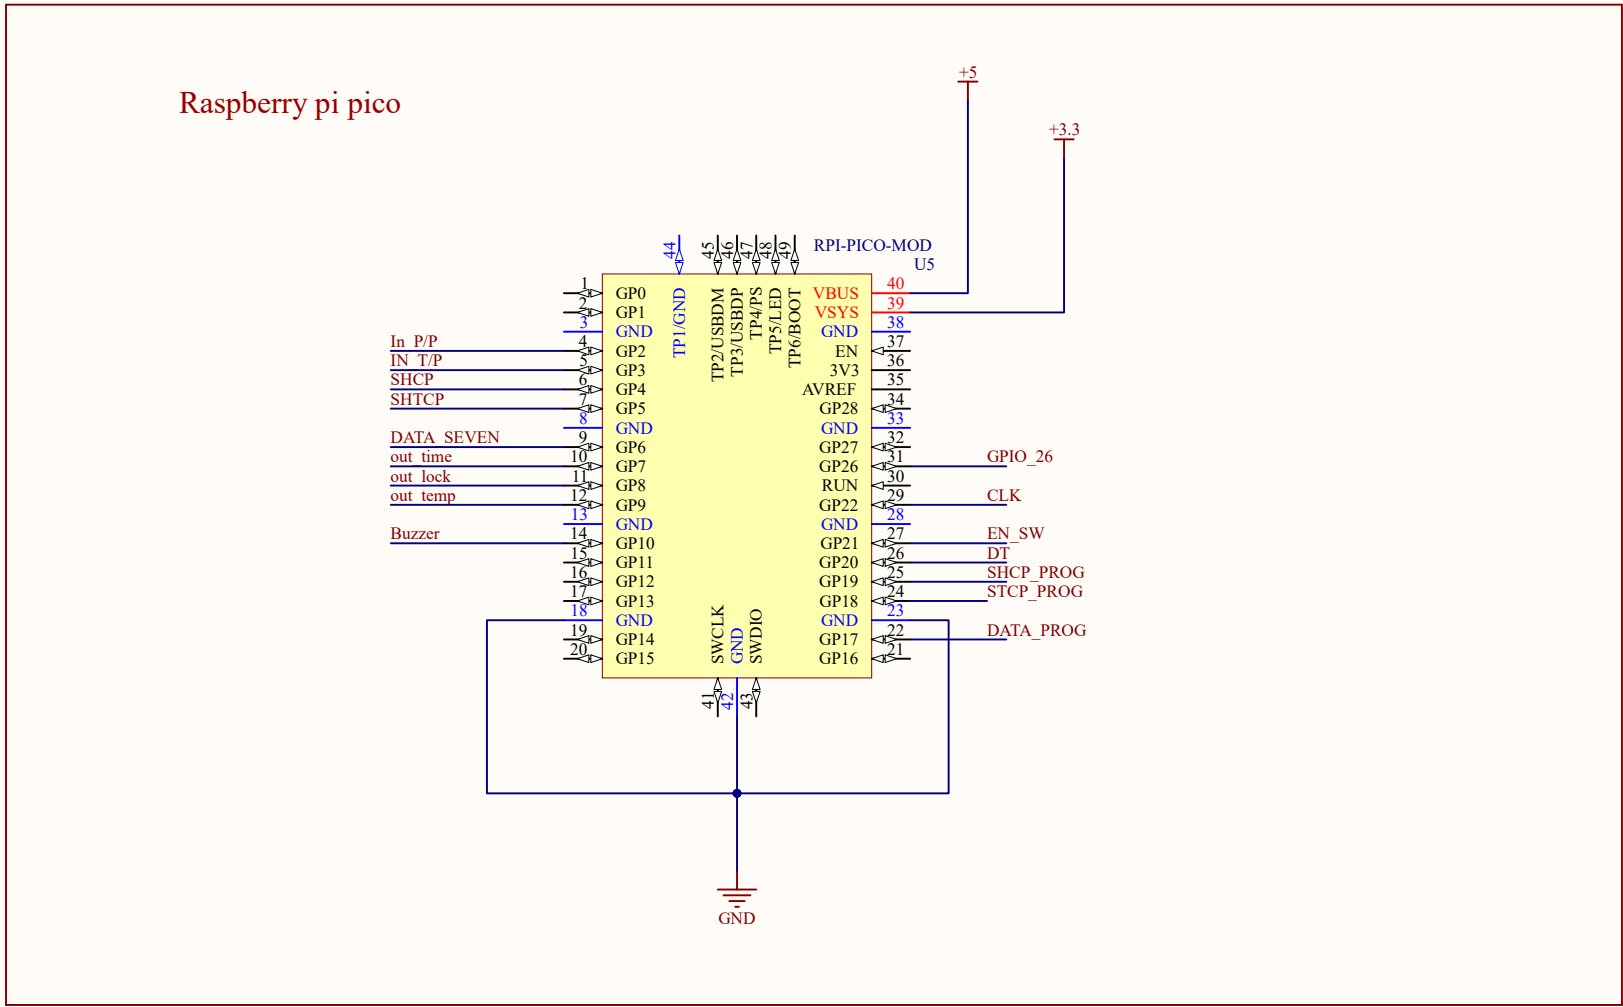 +5
Raspberry pi pico
+3.3
RPI-PICO-MOD
U5
44 45 46 47 48 49
TP1/GND TP2/USBDM TP3/USBDP TP4/PS TP5/LED TP6/BOOT
1 GP0 VBUS 40
2 GP1 VSYS 39
3 GND GND 38
In_P/P 4 GP2 EN 37
IN_T/P 5 GP3 3V3 36
SHCP 6 GP4 AVREF 35
SHTCP 7 GP5 GP28 34
8 GND GND 33
DATA_SEVEN 9 GP6 GP27 32
out_time 10 GP7 GP26 31 GPIO_26
out_lock 11 GP8 RUN 30
out_temp 12 GP9 GP22 29 CLK
13 GND GND 28
Buzzer 14 GP10 GP21 27 EN_SW
15 GP11 GP20 26 DT
16 GP12 GP19 25 SHCP_PROG
17 GP13 GP18 24 STCP_PROG
18 GND GND 23
19 GP14 GP17 22 DATA_PROG
20 GP15 GP16 21
SWCLK GND SWDIO
41 42 43
GND